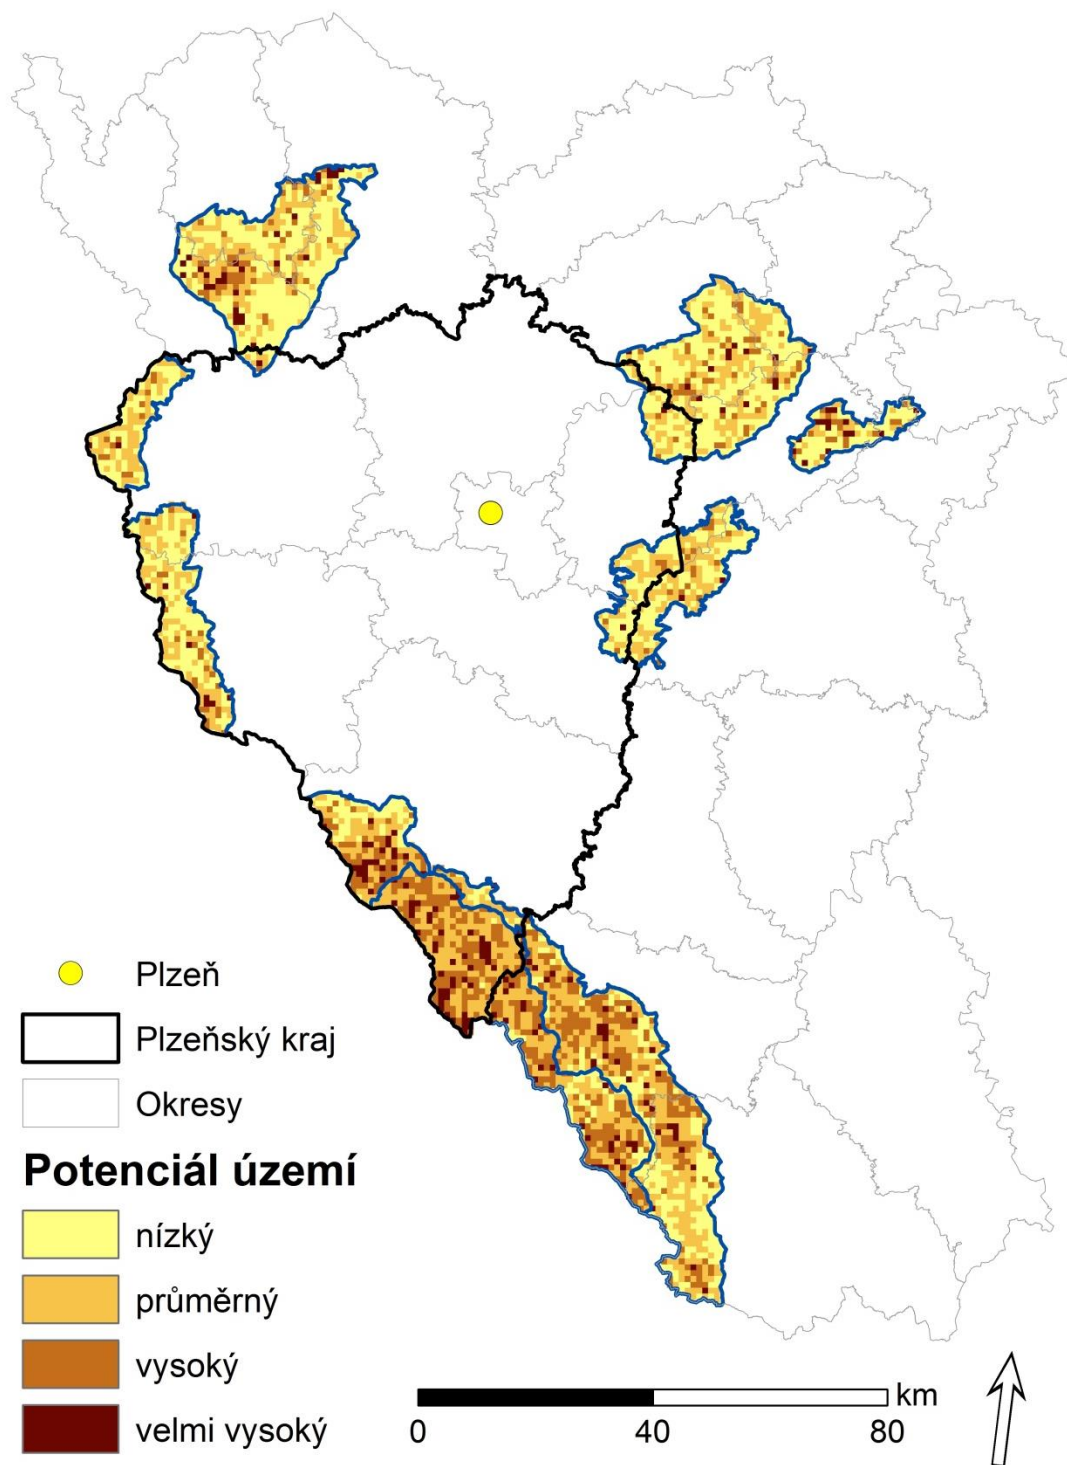 Plzeň
Plzeňský kraj
Okresy
Potenciál území
nízký
průměrný
vysoký
velmi vysoký
km
0 40 80